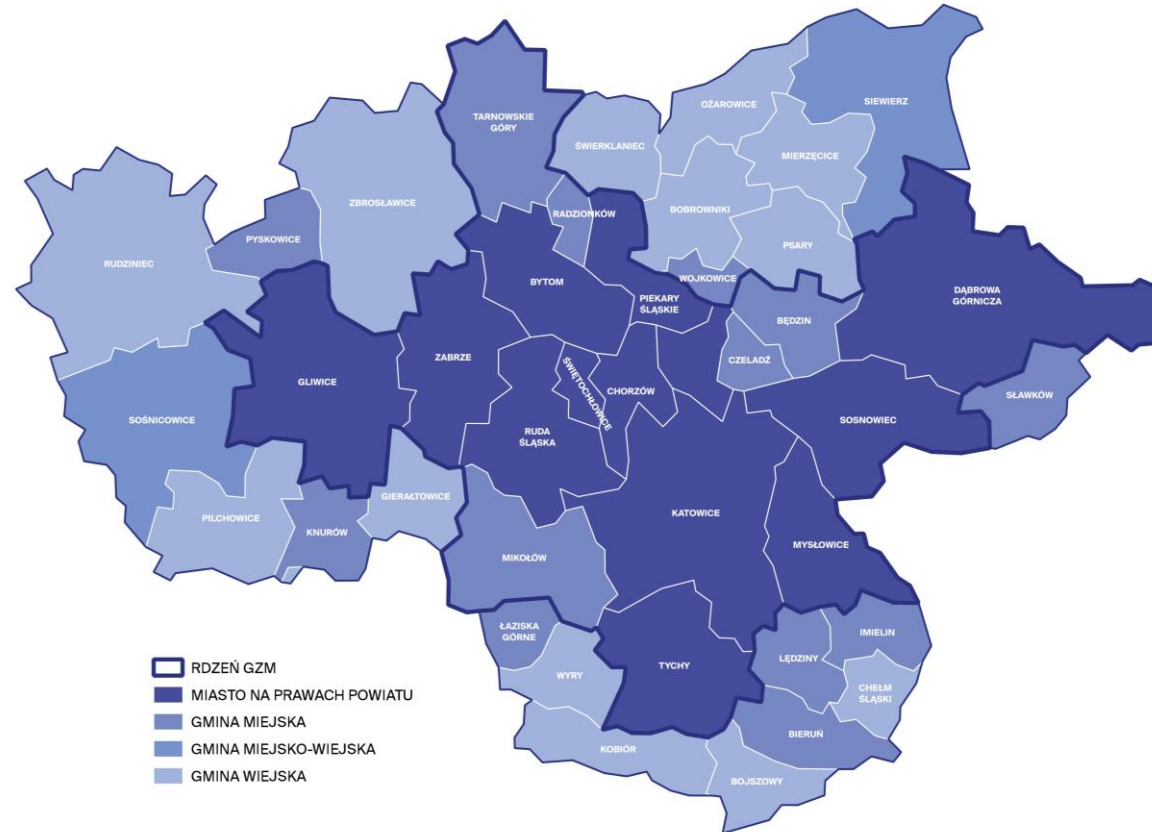 OŻAROWICE
SIEWIERZ
TARNOWSKIE
GÓRY
ŚWIERKLANIEC
MIERZĘCICE
ZBROSŁAWICE
RADZIONKÓW
BOBROWNIKI
PYSKOWICE
PSARY
RUDZINIEC
BYTOM
WOJKOWICE
DĄBROWA
GÓRNICZA
PIEKARY
ŚLĄSKIE
BĘDZIN
ZABRZE
CZELADŹ
GLIWICE
ŚWIĘTOCHŁOWICE
CHORZÓW
SŁAWKÓW
SOŚNICOWICE
SOSNOWIEC
RUDA
ŚLĄSKA
GIERAŁTOWICE
KATOWICE
PILCHOWICE
KNURÓW
MYSŁOWICE
MIKOŁÓW
ŁAZISKA
GÓRNE
IMIELIN
LĘDZINY
TYCHY
WYRY
CHEŁM
ŚLĄSKI
BIERUŃ
KOBIÓR
BOJSZOWY
RDZEŃ GZM
MIASTO NA PRAWACH POWIATU
GMINA MIEJSKA
GMINA MIEJSKO-WIEJSKA
GMINA WIEJSKA